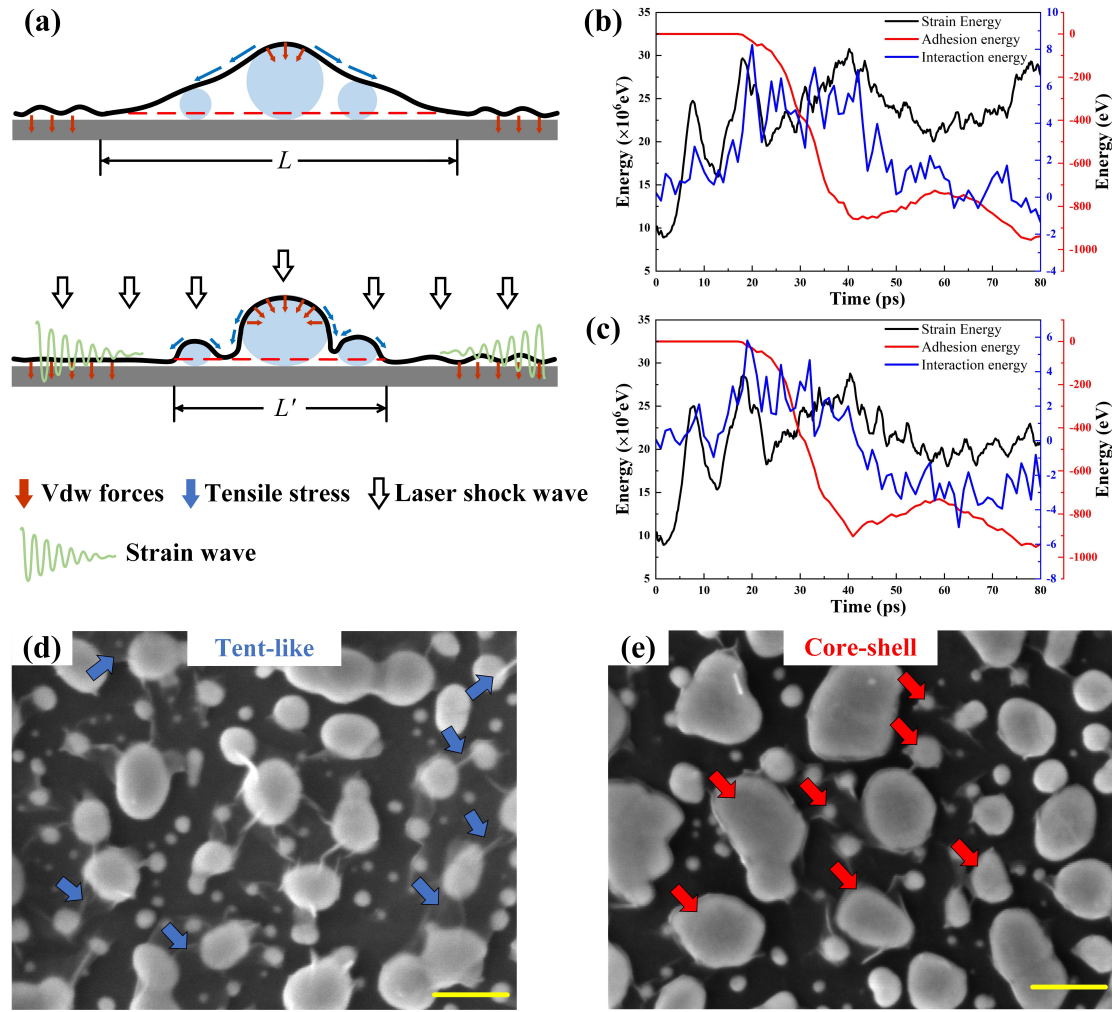 (a)
L
L'
Vdw forces
Tensile stress
Laser shock wave
Strain wave
(b)
Strain Energy
Adhesion energy
Interaction energy
35
30
25
20
15
10
5
Energy (×10⁶eV)
0
10
20
30
40
50
60
70
80
Time (ps)
10
8
6
4
2
0
-2
-4
0
-200
-400
-600
-800
-1000
Energy (eV)
(c)
Strain Energy
Adhesion energy
Interaction energy
35
30
25
20
15
10
5
Energy (×10⁶eV)
0
10
20
30
40
50
60
70
80
Time (ps)
6
4
2
0
-2
-4
-6
-8
0
-200
-400
-600
-800
-1000
Energy (eV)
(d)
Tent-like
(e)
Core-shell